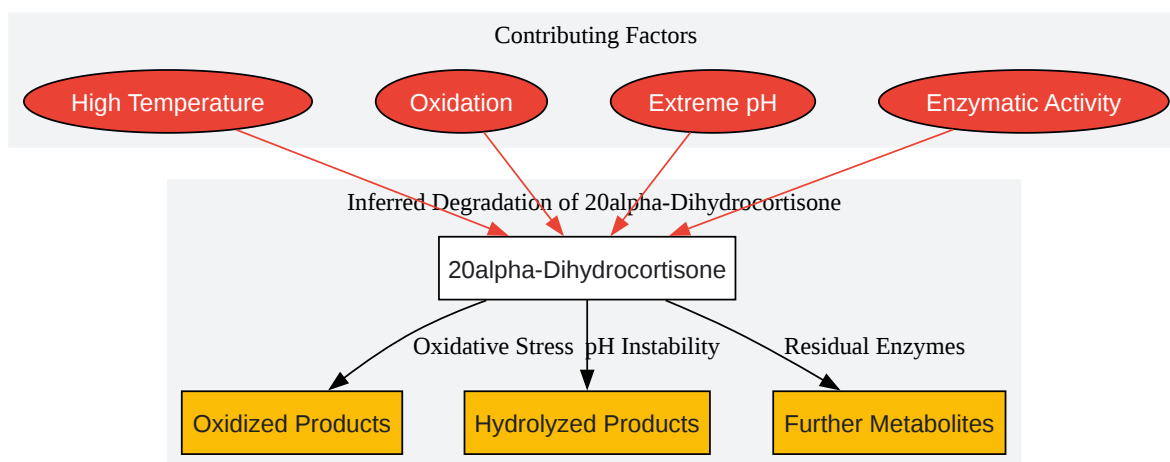 Contributing Factors
High Temperature
Oxidation
Extreme pH
Enzymatic Activity
Inferred Degradation of 20alpha-Dihydrocortisone
20alpha-Dihydrocortisone
Oxidative Stress
pH Instability
Residual Enzymes
Oxidized Products
Hydrolyzed Products
Further Metabolites